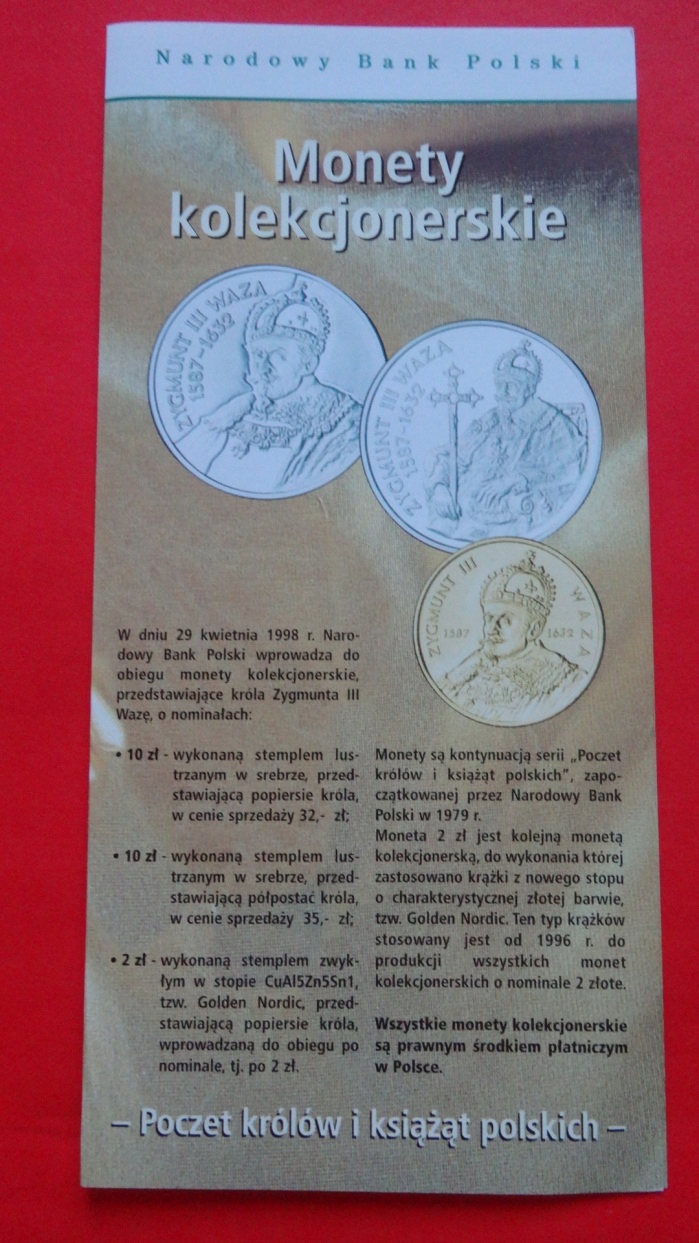 Narodowy Bank Polski
Monety
kolekcjonerskie
ZYGMUNT III WAZA
1587-1632
ZYGMUNT III WAZA
1587-1632
ZYGMUNT III WAZA
1587 1632
W dniu 29 kwietnia 1998 r. Naro-
dowy Bank Polski wprowadza do
obiegu monety kolekcjonerskie,
przedstawiające króla Zygmunta III
Wazę, o nominałach:
• 10 zł - wykonaną stemplem lus-
trzanym w srebrze, przed-
stawiającą popiersie króla,
w cenie sprzedaży 32,- zł;
• 10 zł - wykonaną stemplem lus-
trzanym w srebrze, przed-
stawiającą półpostać króla,
w cenie sprzedaży 35,- zł;
• 2 zł - wykonaną stemplem zwyk-
łym w stopie CuAl5Zn5Sn1,
tzw. Golden Nordic, przed-
stawiającą popiersie króla,
wprowadzaną do obiegu po
nominale, tj. po 2 zł.
Monety są kontynuacją serii „Poczet
królów i książąt polskich”, zapo-
czątkowanej przez Narodowy Bank
Polski w 1979 r.
Moneta 2 zł jest kolejną monetą
kolekcjonerską, do wykonania której
zastosowano krążki z nowego stopu
o charakterystycznej złotej barwie,
tzw. Golden Nordic. Ten typ krążków
stosowany jest od 1996 r. do
produkcji wszystkich monet
kolekcjonerskich o nominale 2 złote.
Wszystkie monety kolekcjonerskie
są prawnym środkiem płatniczym
w Polsce.
– Poczet królów i książąt polskich –